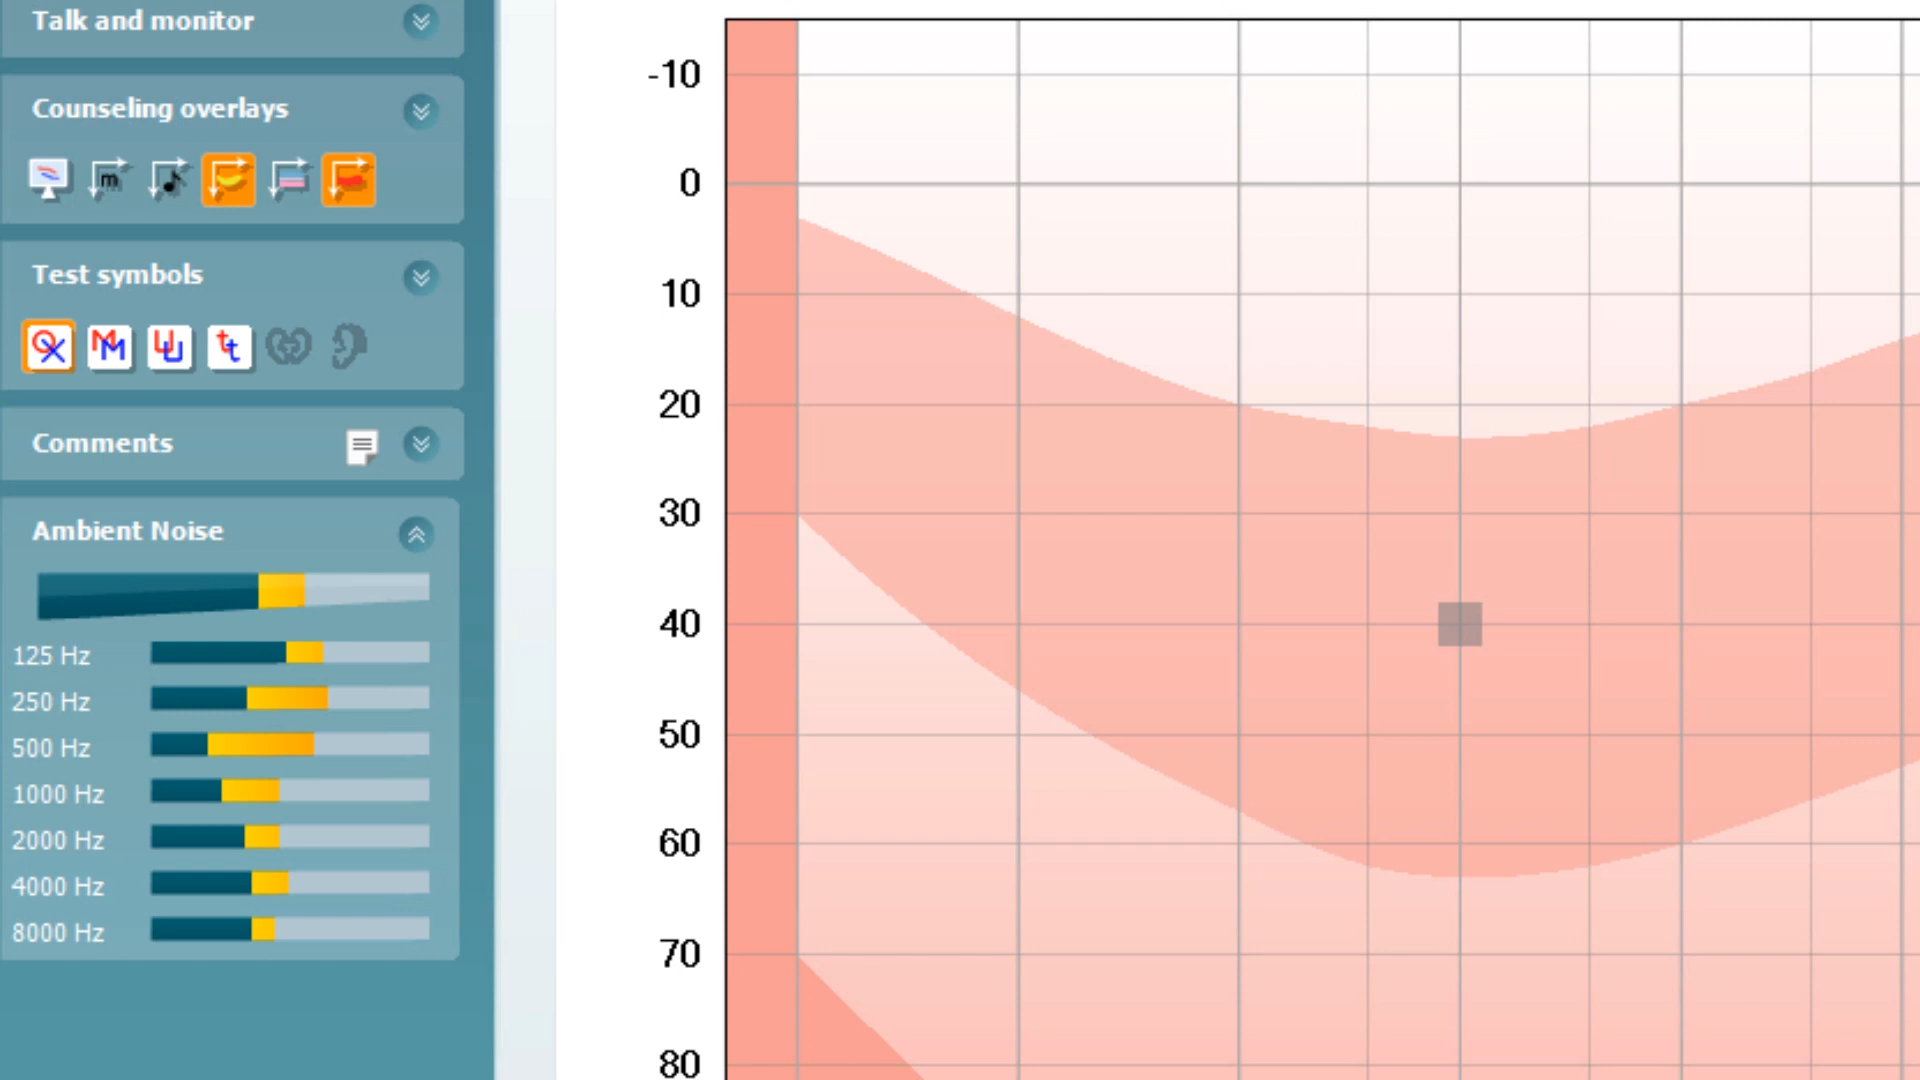 Talk and monitor
Counseling overlays
m
Test symbols
M M U U t t
Comments
Ambient Noise
125 Hz
250 Hz
500 Hz
1000 Hz
2000 Hz
4000 Hz
8000 Hz
-10
0
10
20
30
40
50
60
70
80